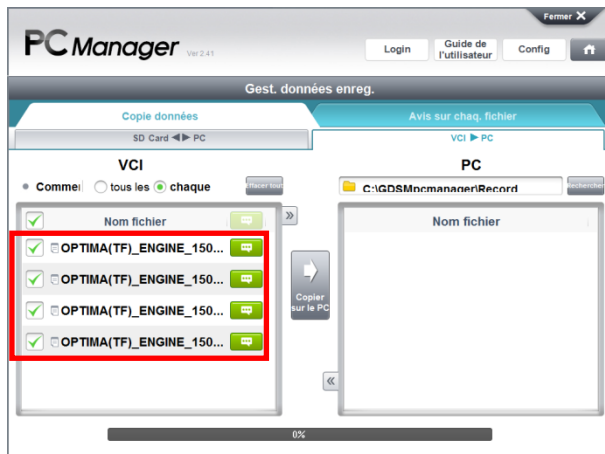 Fermer X
PC Manager Ver 2.41
Login Guide de l'utilisateur Config
Gest. données enreg.
Copie données Avis sur chaq. fichier
SD Card ◀▶ PC VCI ▶ PC
VCI PC
Commei tous les chaque Effacer tout C:\GDSMpcmanager\Record Rechercher
Nom fichier Nom fichier
OPTIMA(TF)_ENGINE_150...
OPTIMA(TF)_ENGINE_150...
OPTIMA(TF)_ENGINE_150...
OPTIMA(TF)_ENGINE_150...
Copier
sur le PC
0%